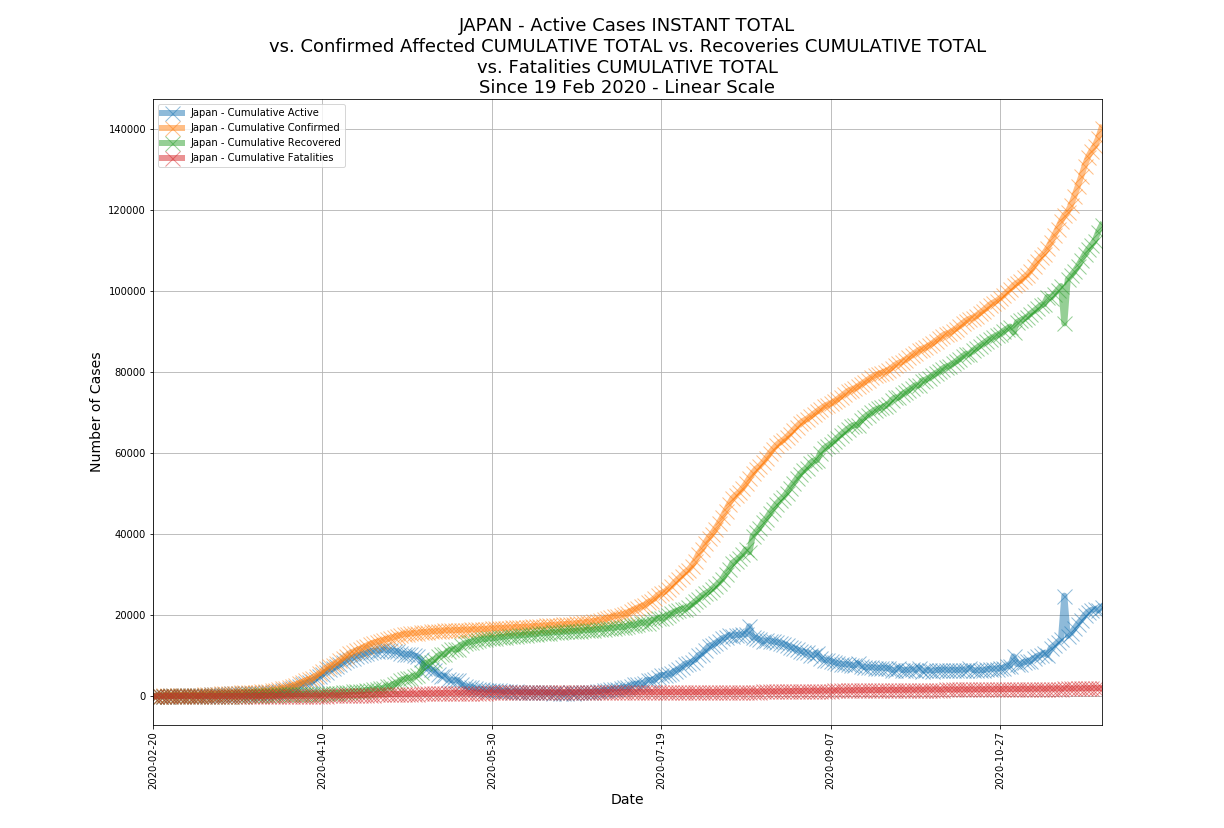 JAPAN - Active Cases INSTANT TOTAL
vs. Confirmed Affected CUMULATIVE TOTAL vs. Recoveries CUMULATIVE TOTAL
vs. Fatalities CUMULATIVE TOTAL
Since 19 Feb 2020 - Linear Scale
Japan - Cumulative Active
Japan - Cumulative Confirmed
Japan - Cumulative Recovered
Japan - Cumulative Fatalities
Number of Cases
140000
120000
100000
80000
60000
40000
20000
0
2020-02-20
2020-04-10
2020-05-30
2020-07-19
2020-09-07
2020-10-27
Date